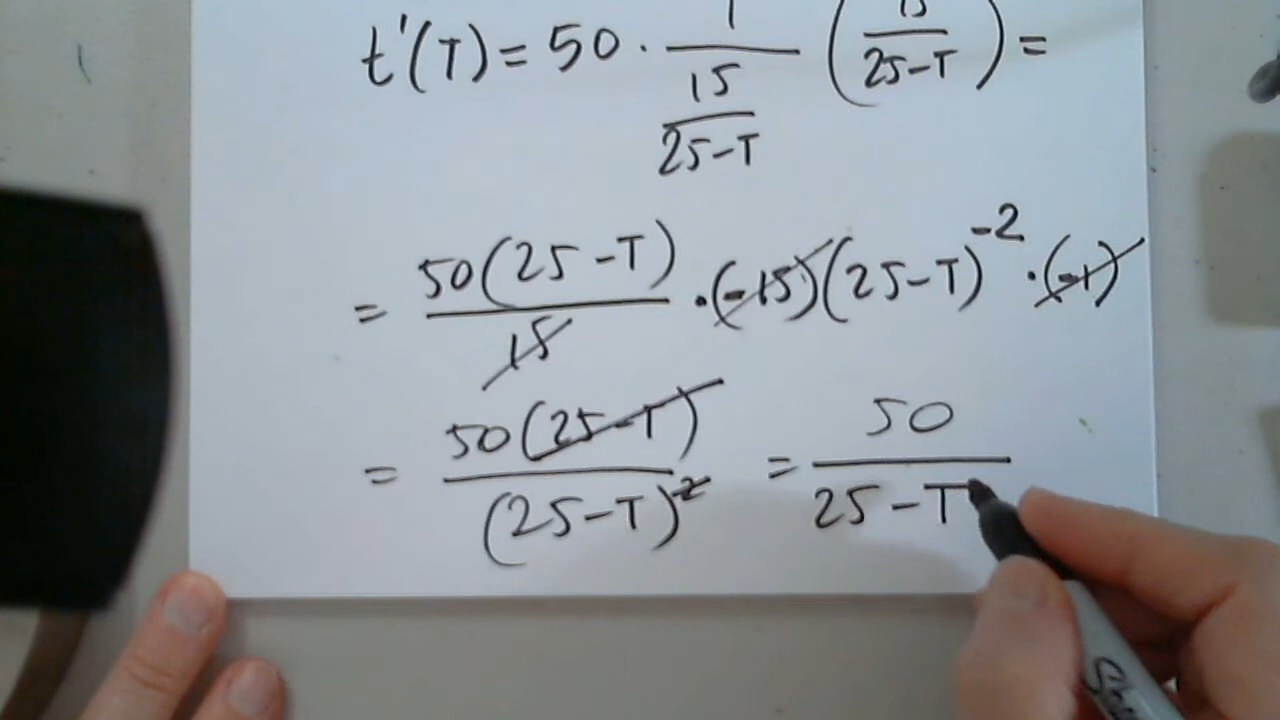 t'(T) = 50 · 1/(15/(25-T)) (15/(25-T)) =
= 50(25-T)/15 · (-15)(25-T)^-2 · (-1)
= 50(25-T)/(25-T)^2 = 50/(25-T)